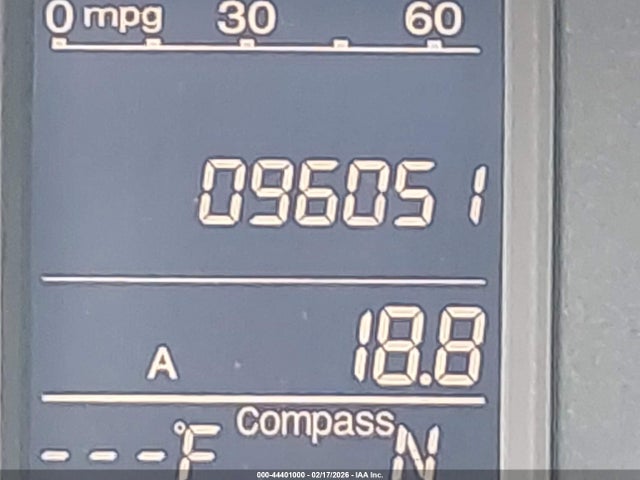 0 mpg 30 60
096051
A 18.8
Compass
---°F N
000-44401000 - 02/17/2026 - IAA Inc.